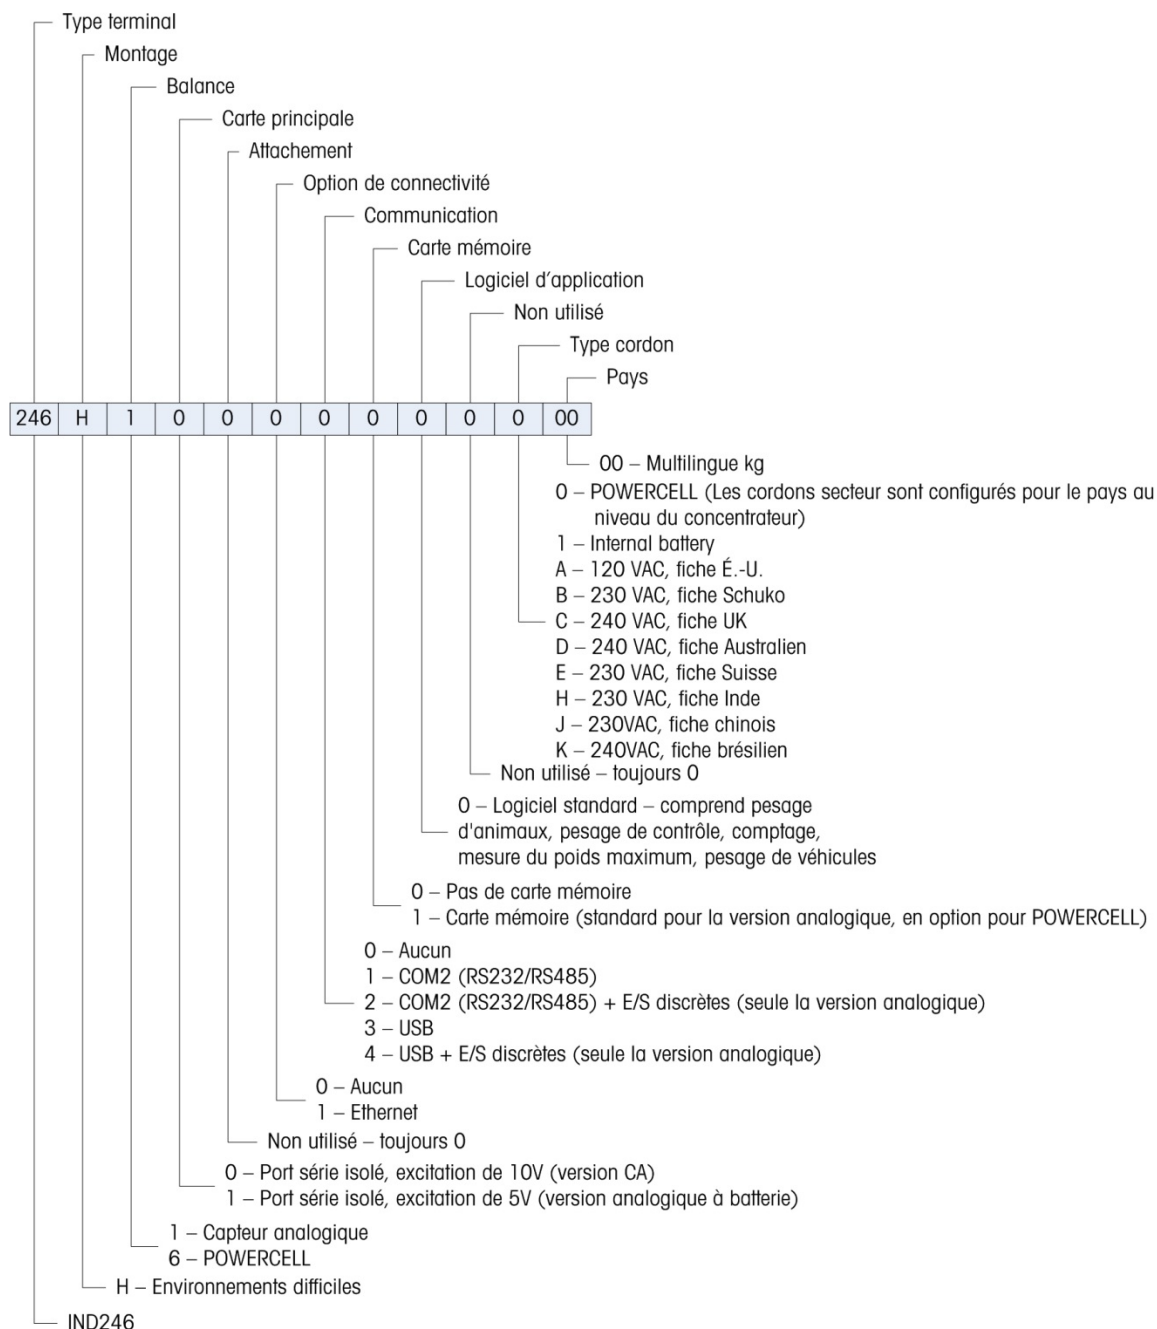 Type terminal
Montage
Balance
Carte principale
Attachement
Option de connectivité
Communication
Carte mémoire
Logiciel d’application
Non utilisé
Type cordon
Pays
246 H 1 0 0 0 0 0 0 0 0 00
00 – Multilingue kg
0 – POWERCELL (Les cordons secteur sont configurés pour le pays au
niveau du concentrateur)
1 – Internal battery
A – 120 VAC, fiche É.-U.
B – 230 VAC, fiche Schuko
C – 240 VAC, fiche UK
D – 240 VAC, fiche Australien
E – 230 VAC, fiche Suisse
H – 230 VAC, fiche Inde
J – 230VAC, fiche chinois
K – 240VAC, fiche brésilien
Non utilisé – toujours 0
0 – Logiciel standard – comprend pesage
d'animaux, pesage de contrôle, comptage,
mesure du poids maximum, pesage de véhicules
0 – Pas de carte mémoire
1 – Carte mémoire (standard pour la version analogique, en option pour POWERCELL)
0 – Aucun
1 – COM2 (RS232/RS485)
2 – COM2 (RS232/RS485) + E/S discrètes (seule la version analogique)
3 – USB
4 – USB + E/S discrètes (seule la version analogique)
0 – Aucun
1 – Ethernet
Non utilisé – toujours 0
0 – Port série isolé, excitation de 10V (version CA)
1 – Port série isolé, excitation de 5V (version analogique à batterie)
1 – Capteur analogique
6 – POWERCELL
H – Environnements difficiles
IND246